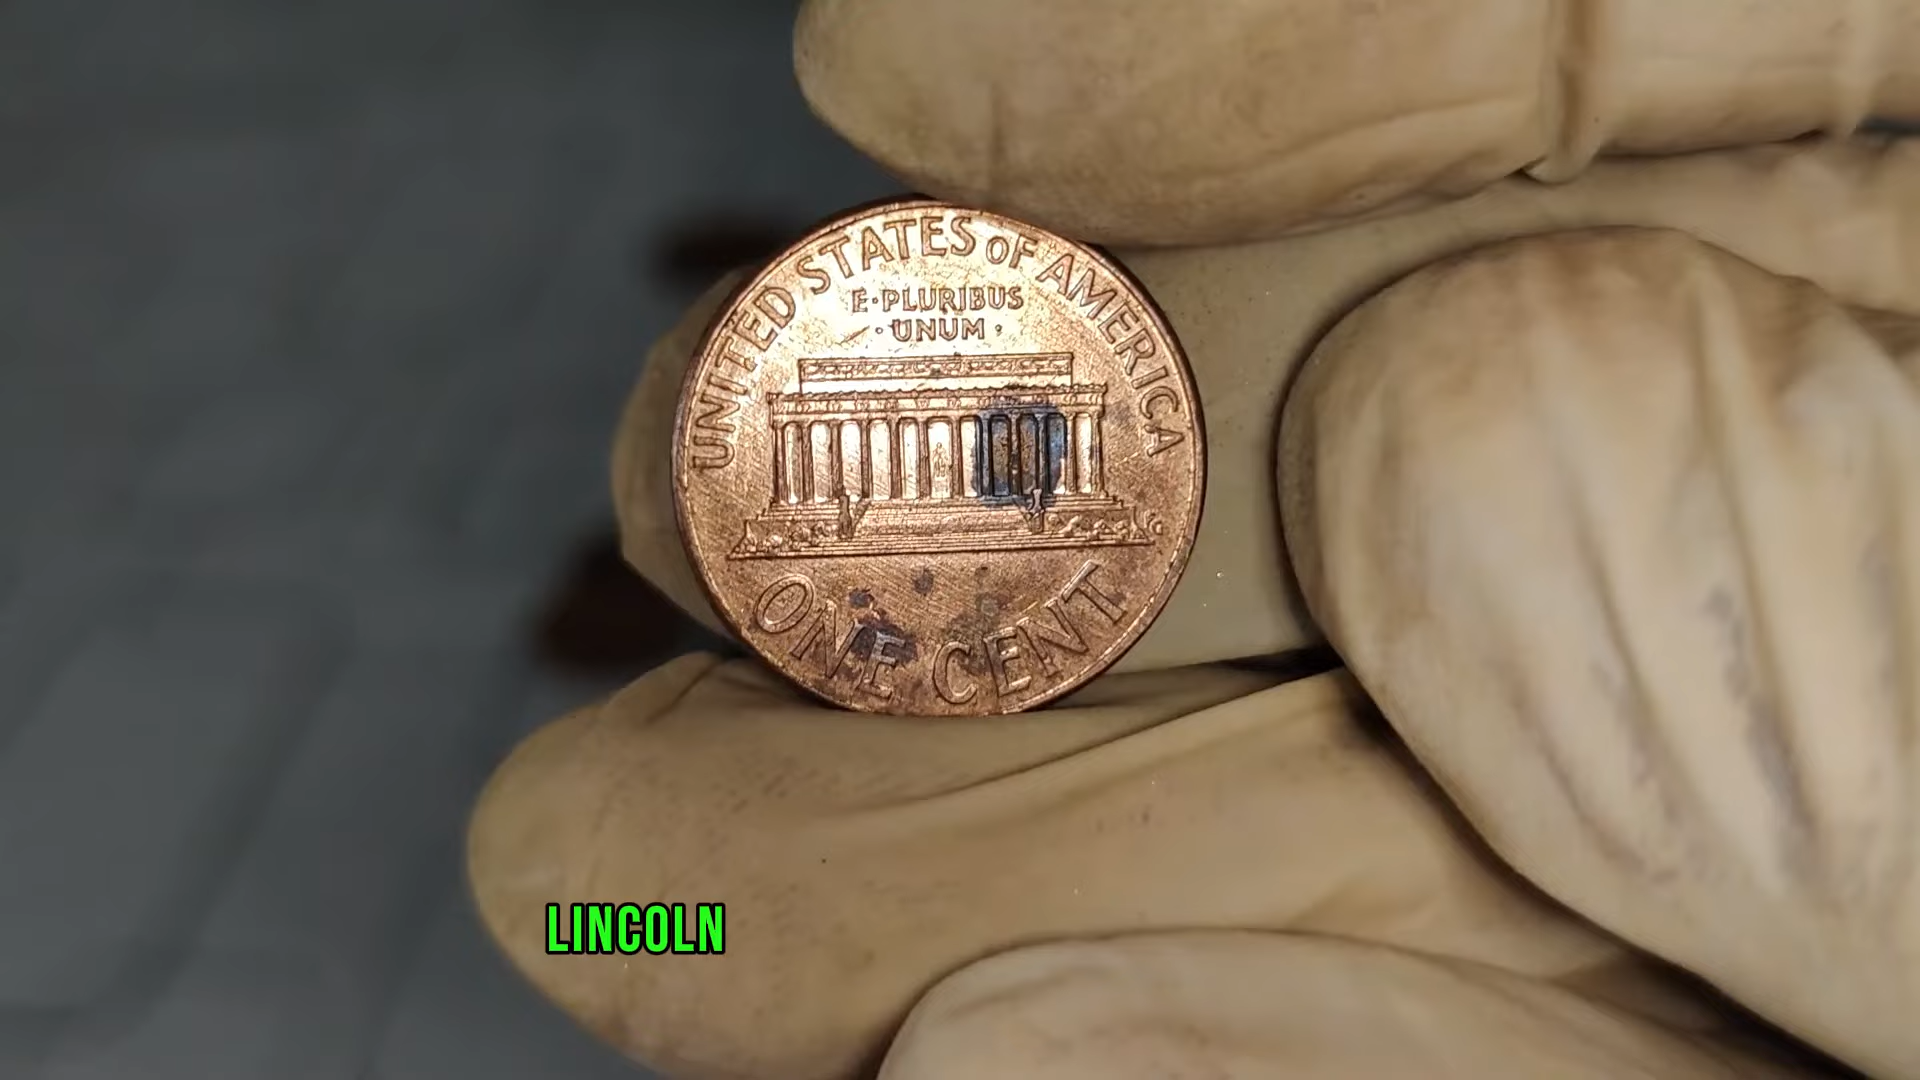 UNITED STATES OF AMERICA
E·PLURIBUS
·UNUM·
ONE CENT
LINCOLN